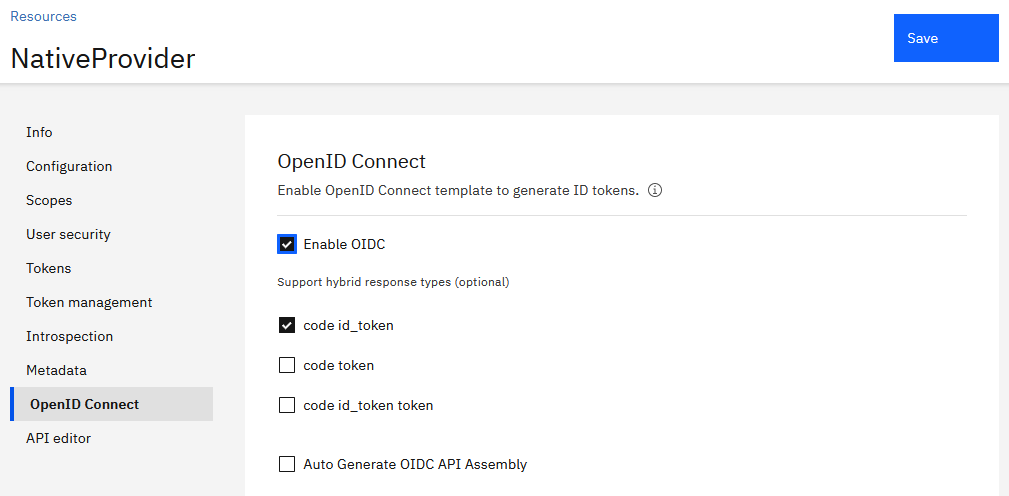 Resources
NativeProvider
Save
Info
Configuration
Scopes
User security
Tokens
Token management
Introspection
Metadata
OpenID Connect
API editor
OpenID Connect
Enable OpenID Connect template to generate ID tokens.
Enable OIDC
Support hybrid response types (optional)
code id_token
code token
code id_token token
Auto Generate OIDC API Assembly